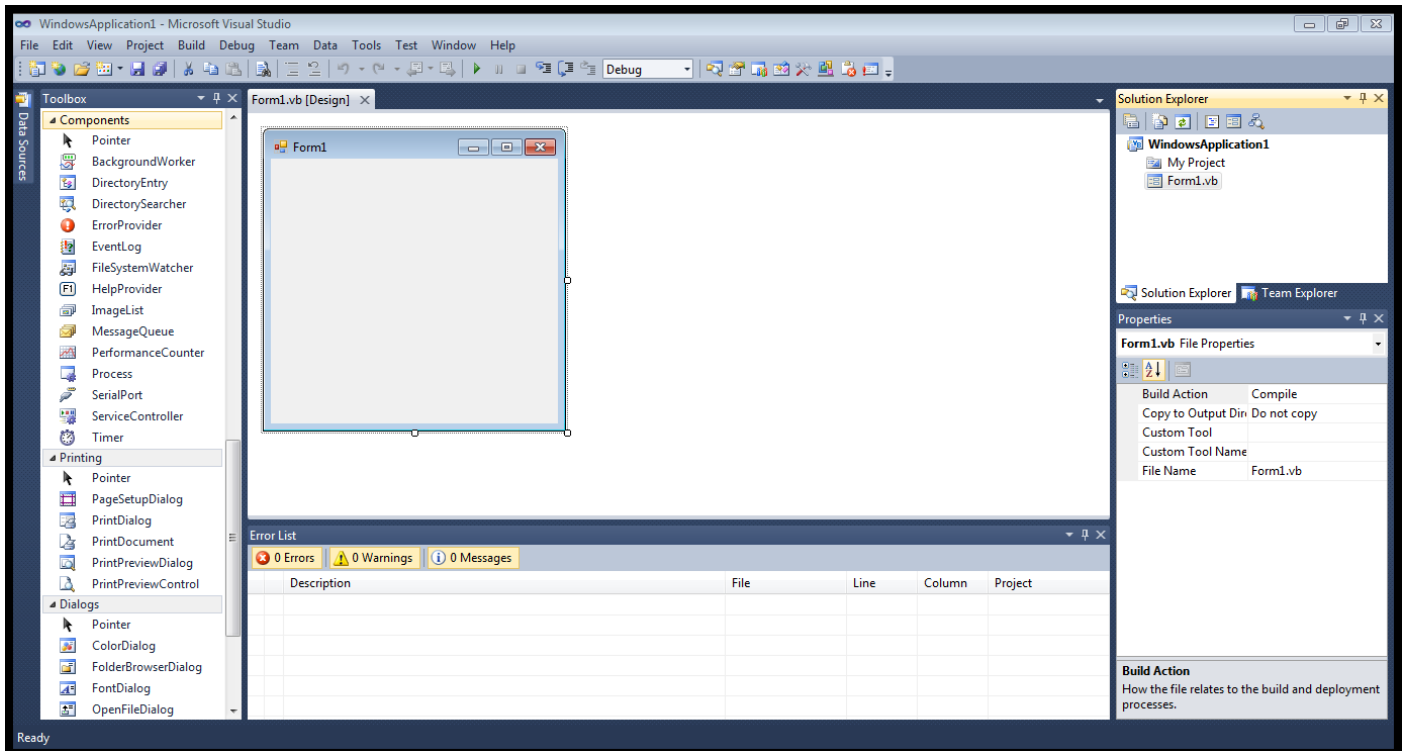 WindowsApplication1 - Microsoft Visual Studio
File Edit View Project Build Debug Team Data Tools Test Window Help
Debug
Data Sources
Toolbox
Components
Pointer
BackgroundWorker
DirectoryEntry
DirectorySearcher
ErrorProvider
EventLog
FileSystemWatcher
F1 HelpProvider
ImageList
MessageQueue
PerformanceCounter
Process
SerialPort
ServiceController
Timer
Printing
Pointer
PageSetupDialog
PrintDialog
PrintDocument
PrintPreviewDialog
PrintPreviewControl
Dialogs
Pointer
ColorDialog
FolderBrowserDialog
FontDialog
OpenFileDialog
Form1.vb [Design]
Form1
Error List
0 Errors 0 Warnings 0 Messages
Description File Line Column Project
Solution Explorer
WindowsApplication1
My Project
Form1.vb
Solution Explorer Team Explorer
Properties
Form1.vb File Properties
Build Action Compile
Copy to Output Dir Do not copy
Custom Tool
Custom Tool Name
File Name Form1.vb
Build Action
How the file relates to the build and deployment
processes.
Ready